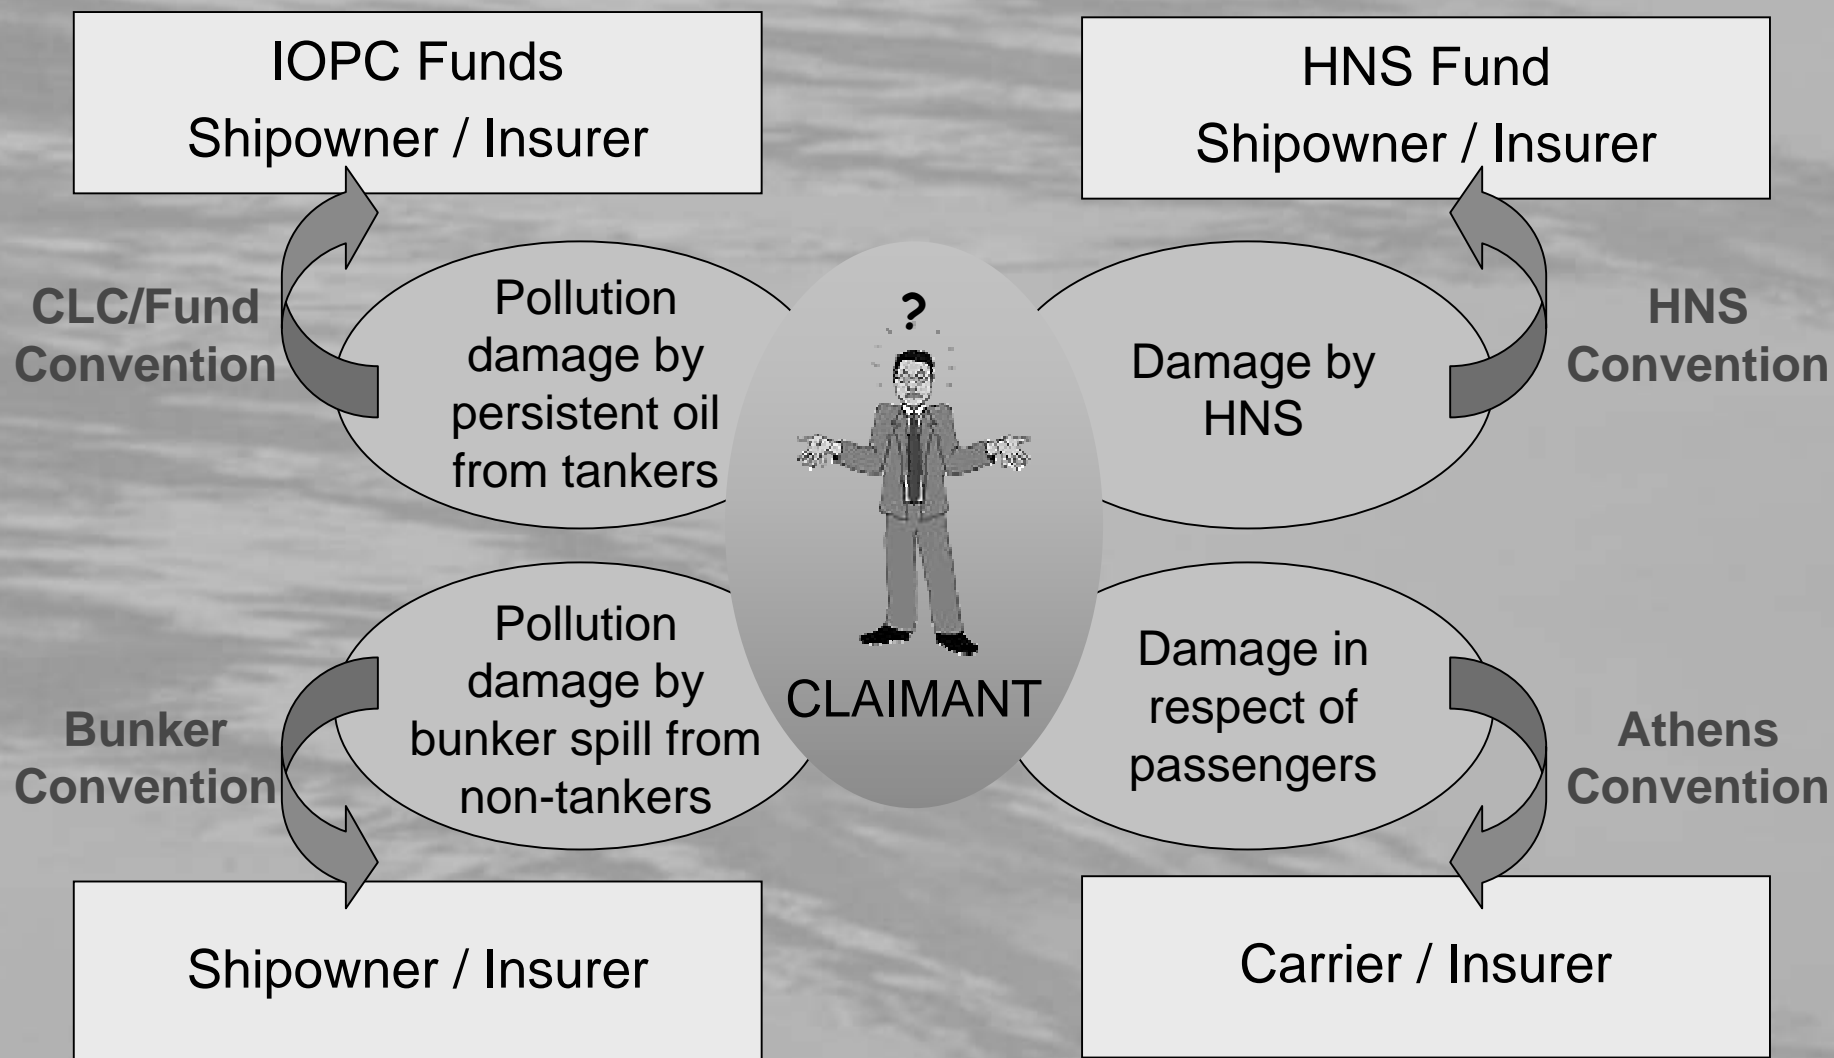 IOPC Funds
Shipowner / Insurer
HNS Fund
Shipowner / Insurer
CLC/Fund
Convention
Pollution
damage by
persistent oil
from tankers
?
Damage by
HNS
HNS
Convention
Bunker
Convention
Pollution
damage by
bunker spill from
non-tankers
CLAIMANT
Damage in
respect of
passengers
Athens
Convention
Shipowner / Insurer
Carrier / Insurer